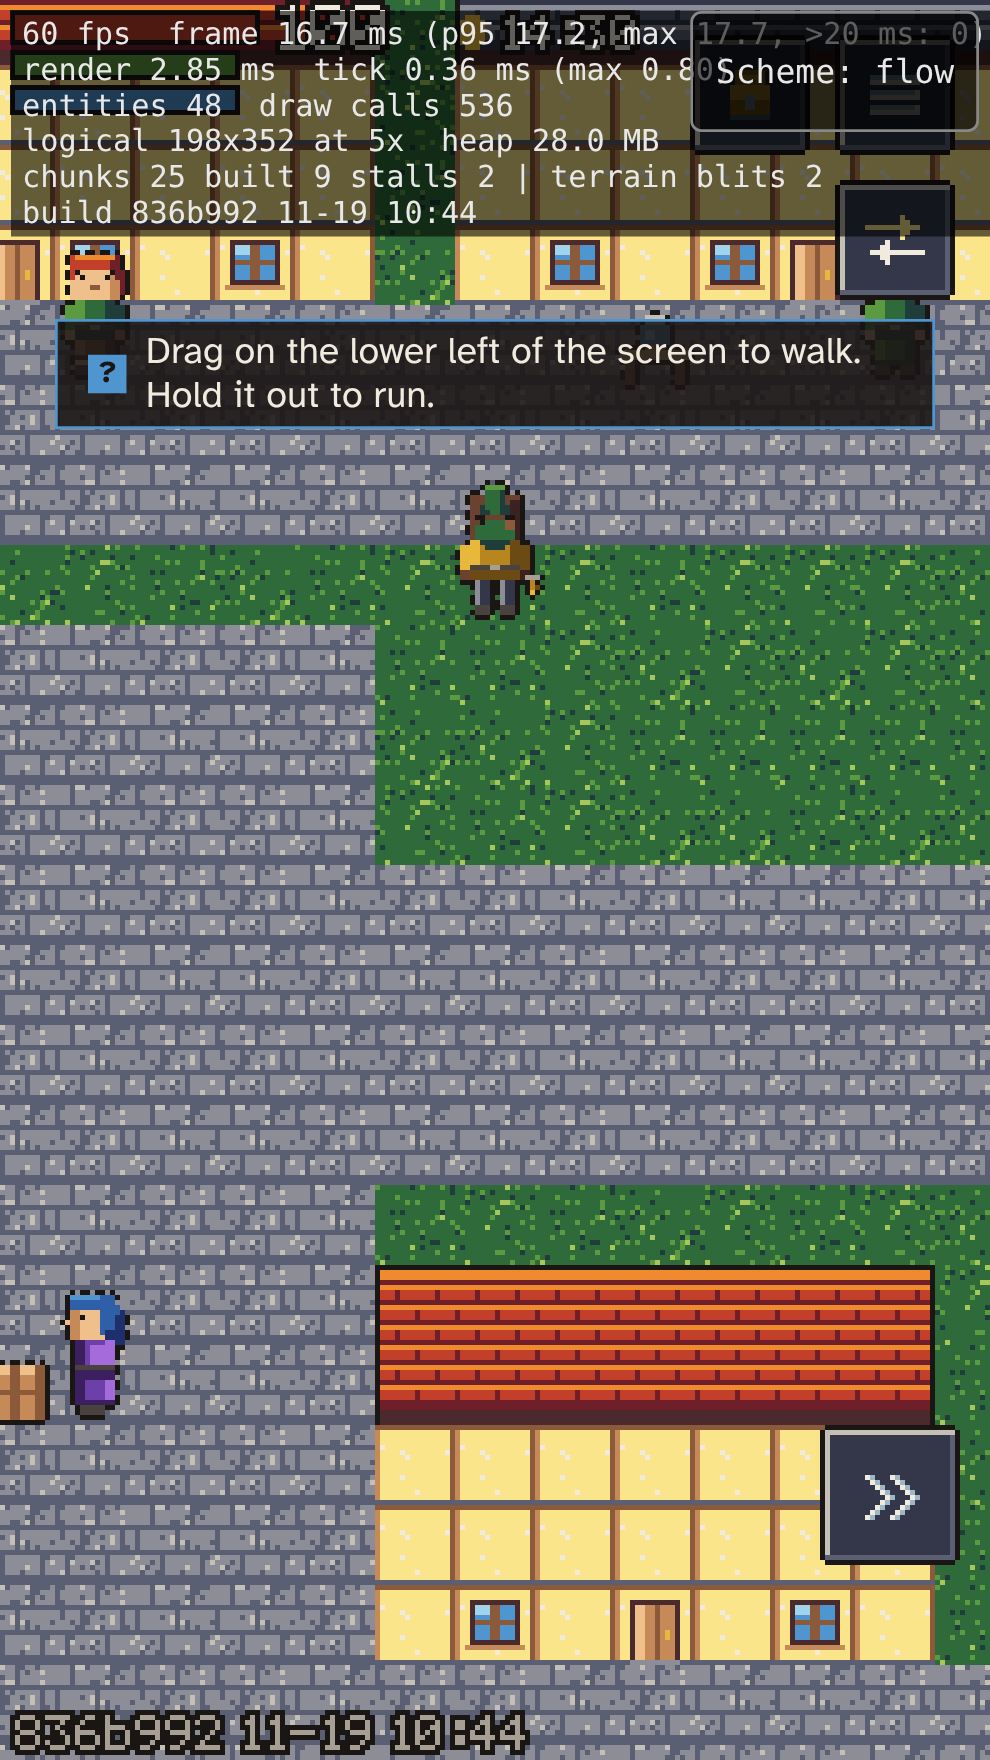 60 fps  frame 16.7 ms (p95 17.2, max 17.7, >20 ms: 0)
render 2.85 ms  tick 0.36 ms (max 0.80)
Scheme: flow
entities 48  draw calls 536
logical 198x352 at 5x  heap 28.0 MB
chunks 25 built 9 stalls 2 | terrain blits 2
build 836b992 11-19 10:44
?
Drag on the lower left of the screen to walk.
Hold it out to run.
836b992 11-19 10:44